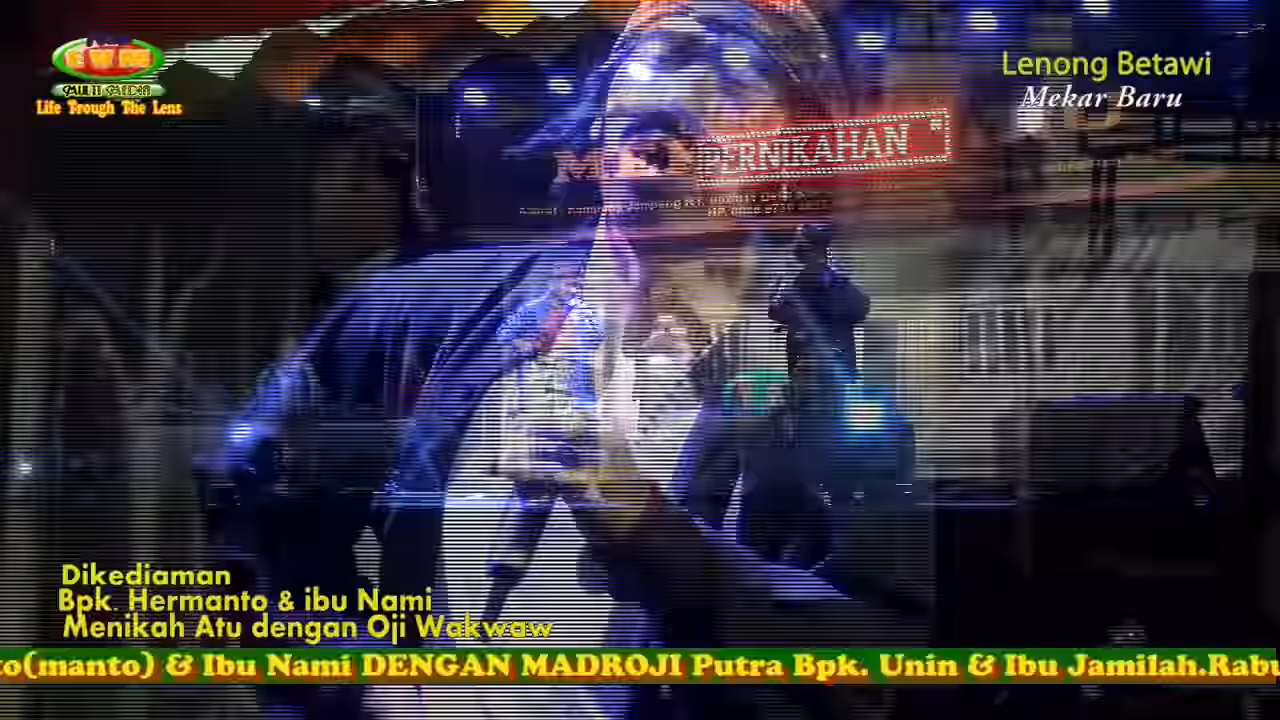 Life Trough The Lens
Lenong Betawi
Mekar Baru
PERNIKAHAN
Dikediaman
Bpk. Hermanto & ibu Nami
Menikah Atu dengan Oji Wakwaw
to(manto) & Ibu Nami DENGAN MADROJI Putra Bpk. Unin & Ibu Jamilah.Rabu